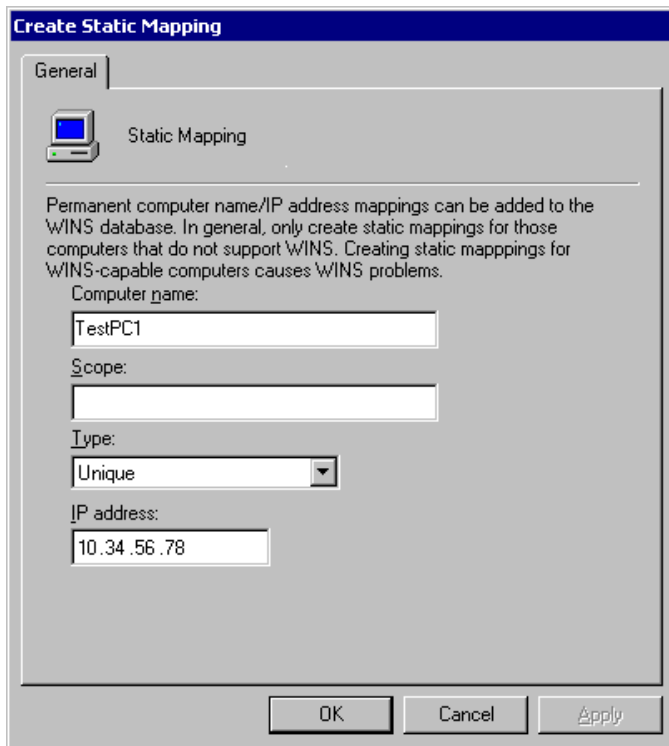 Create Static Mapping
General
Static Mapping
Permanent computer name/IP address mappings can be added to the
WINS database. In general, only create static mappings for those
computers that do not support WINS. Creating static mapppings for
WINS-capable computers causes WINS problems.
Computer name:
TestPC1
Scope:
Type:
Unique
IP address:
10 .34 .56 .78
OK Cancel Apply